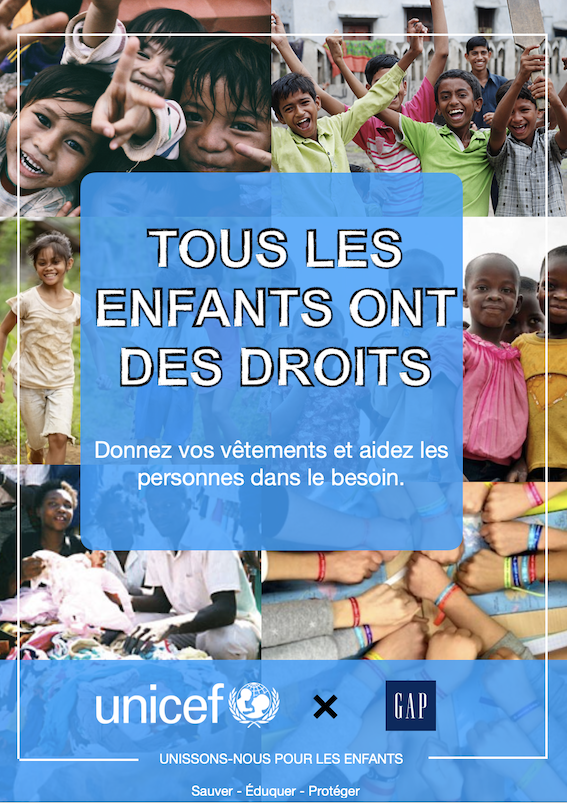 TOUS LES
ENFANTS ONT
DES DROITS
Donnez vos vêtements et aidez les
personnes dans le besoin.
unicef × GAP
UNISSONS-NOUS POUR LES ENFANTS
Sauver - Éduquer - Protéger